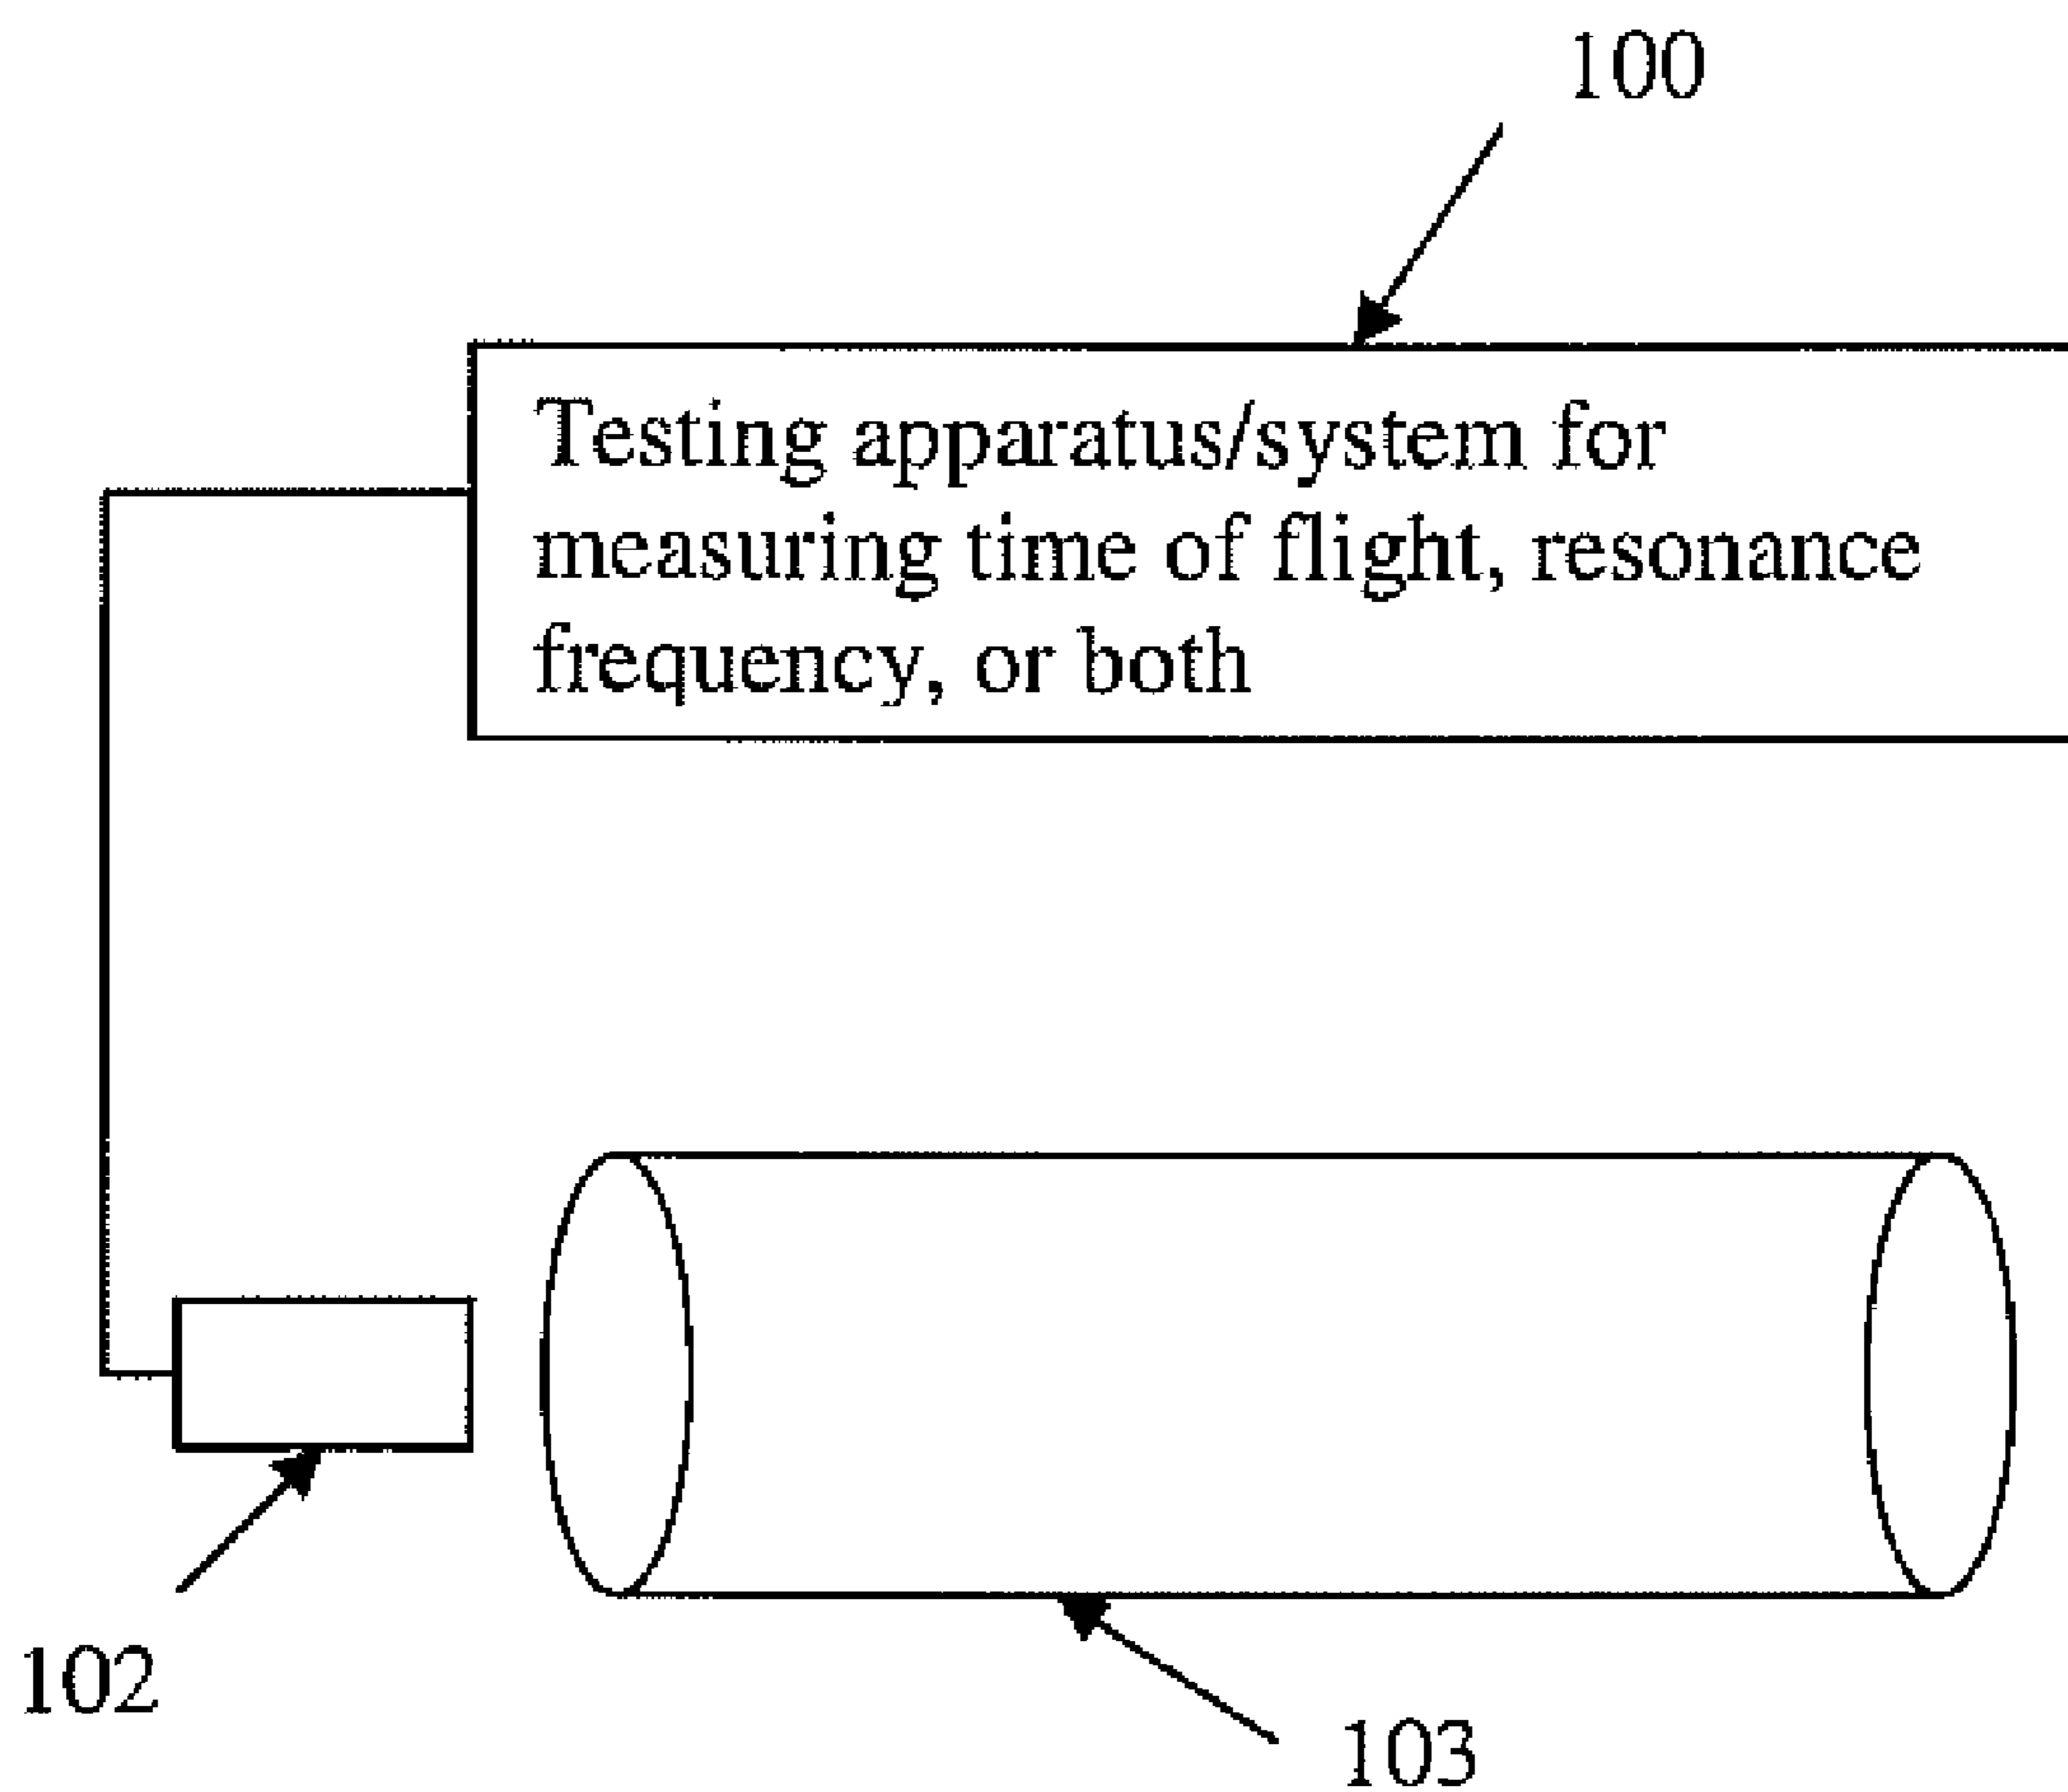 100
Testing apparatus/system for
measuring time of flight, resonance
frequency, or both
102
103